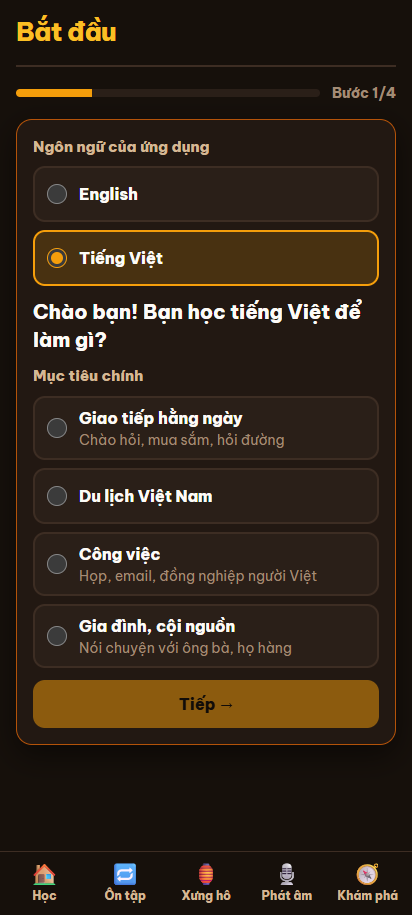 Bắt đầu
Bước 1/4
Ngôn ngữ của ứng dụng
English
Tiếng Việt
Chào bạn! Bạn học tiếng Việt để
làm gì?
Mục tiêu chính
Giao tiếp hằng ngày
Chào hỏi, mua sắm, hỏi đường
Du lịch Việt Nam
Công việc
Họp, email, đồng nghiệp người Việt
Gia đình, cội nguồn
Nói chuyện với ông bà, họ hàng
Tiếp →
Học
Ôn tập
Xưng hô
Phát âm
Khám phá